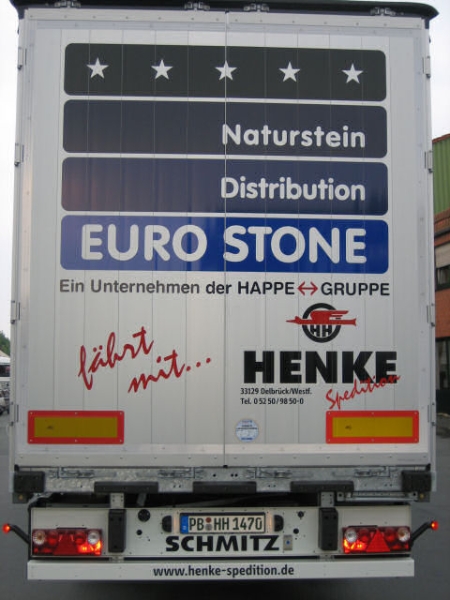 Naturstein
Distribution
EURO STONE
Ein Unternehmen der HAPPE↔GRUPPE
fährt
mit...
HH
HENKE
Spedition
33129 Delbrück/Westf.
Tel. 0 52 50/98 50-0
PB HH 1470
SCHMITZ
www.henke-spedition.de